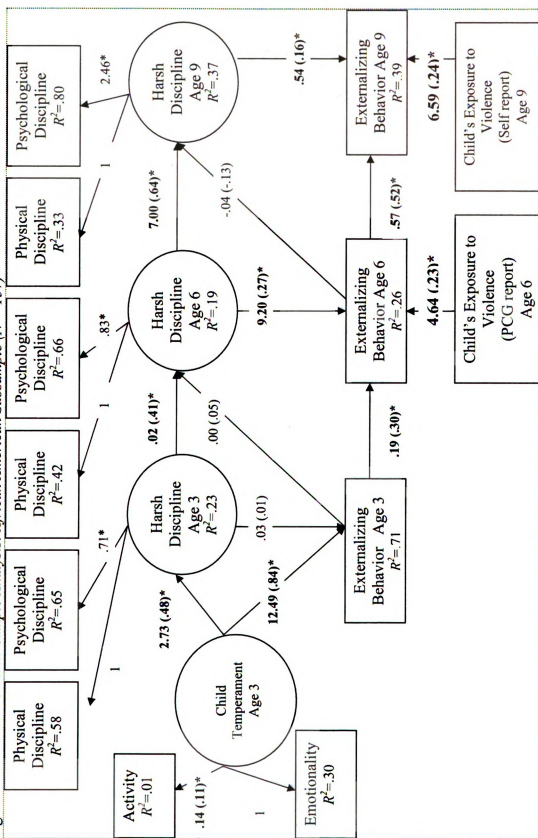 Physical
Discipline
R²=.58
Psychological
Discipline
R²=.65
Physical
Discipline
R²=.42
Psychological
Discipline
R²=.66
Physical
Discipline
R²=.33
Psychological
Discipline
R²=.80
1
.71*
1
.83*
1
2.46*
Activity
R²=.01
.14 (.11)*
1
Emotionality
R²=.30
Child
Temperament
Age 3
2.73 (.48)*
12.49 (.84)*
Harsh
Discipline
Age 3
R²=.23
.02 (.41)*
Harsh
Discipline
Age 6
R²=.19
7.00 (.64)*
Harsh
Discipline
Age 9
R²=.37
.03 (.01)
.00 (.05)
9.20 (.27)*
-.04 (-.13)
.54 (.16)*
Externalizing
Behavior Age 3
R²=.71
.19 (.30)*
Externalizing
Behavior Age 6
R²=.26
.57 (.52)*
Externalizing
Behavior Age 9
R²=.39
4.64 (.23)*
6.59 (.24)*
Child's Exposure to
Violence
(PCG report)
Age 6
Child's Exposure to
Violence
(Self report)
Age 9